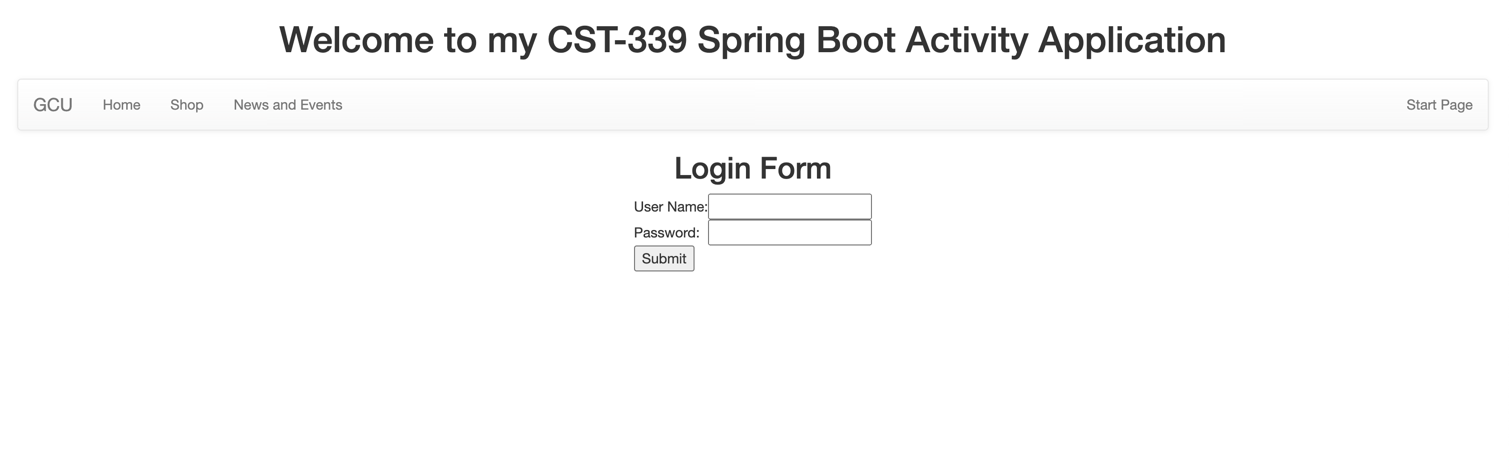 Welcome to my CST-339 Spring Boot Activity Application
GCU Home Shop News and Events Start Page
Login Form
User Name:
Password:
Submit